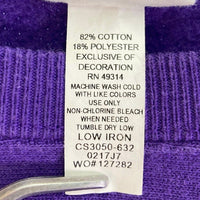 82% COTTON
18% POLYESTER
EXCLUSIVE OF
DECORATION
RN 49314
MACHINE WASH COLD
WITH LIKE COLORS
USE ONLY
NON-CHLORINE BLEACH
WHEN NEEDED
TUMBLE DRY LOW
LOW IRON
CS3050-632
0217J7
WO#127282